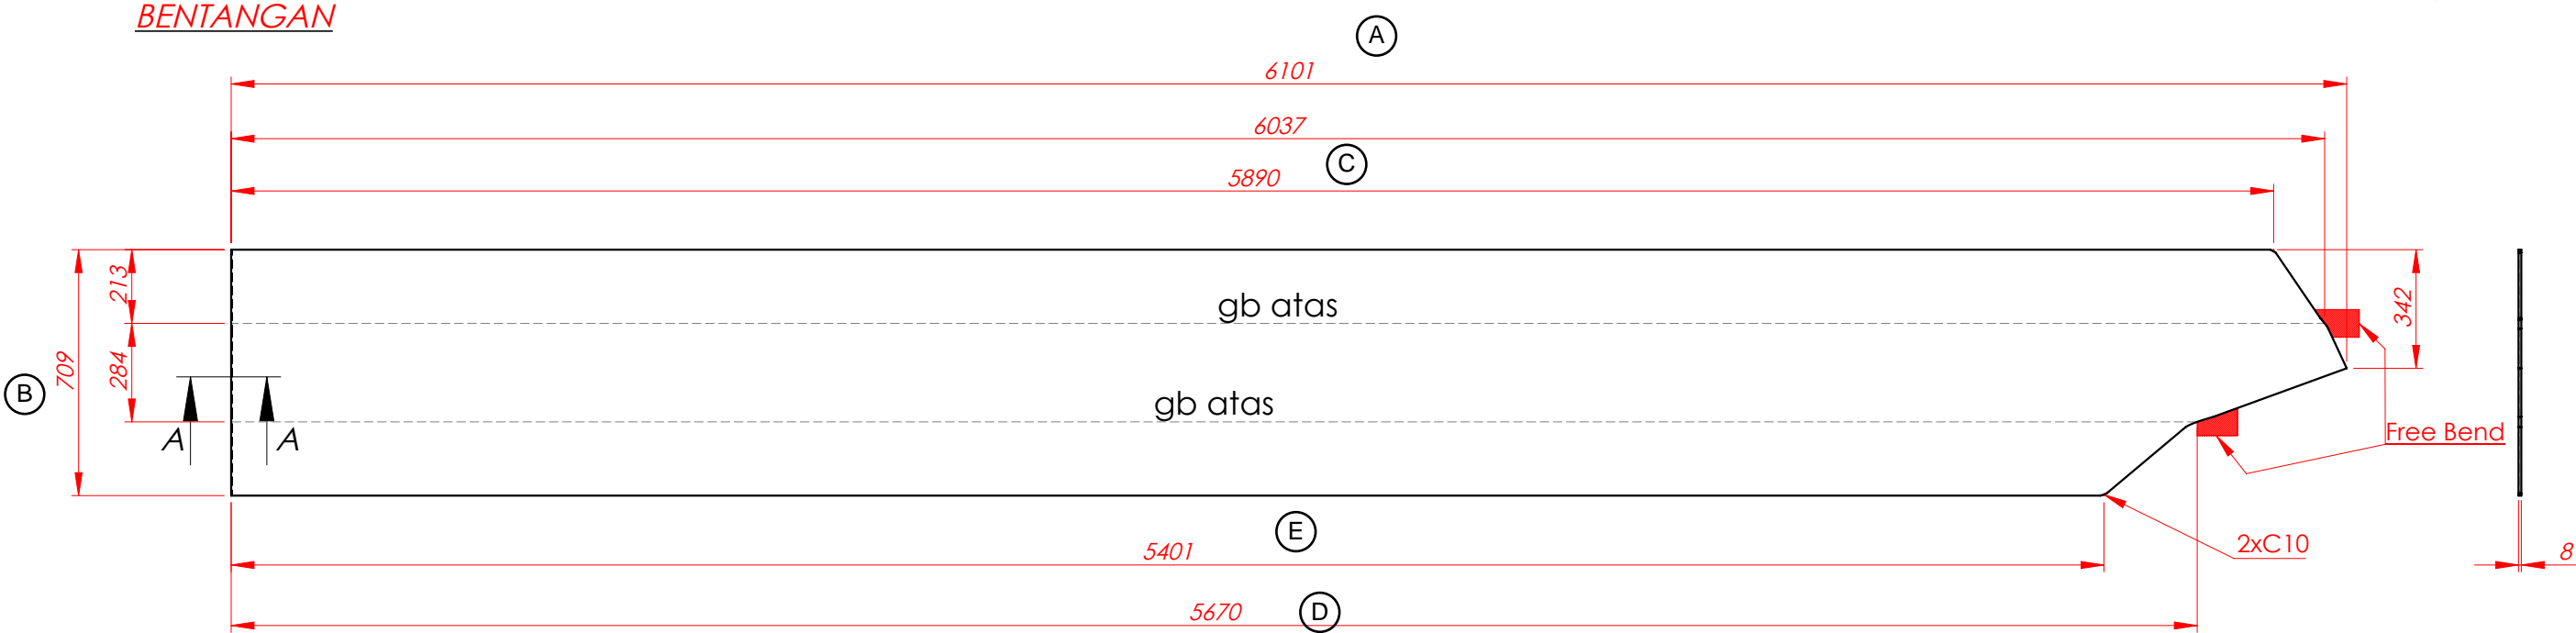 BENTANGAN
A
6101
6037
C
5890
213
284
709
B
342
gb atas
gb atas
A
A
Free Bend
E
5401
2xC10
8
5670
D